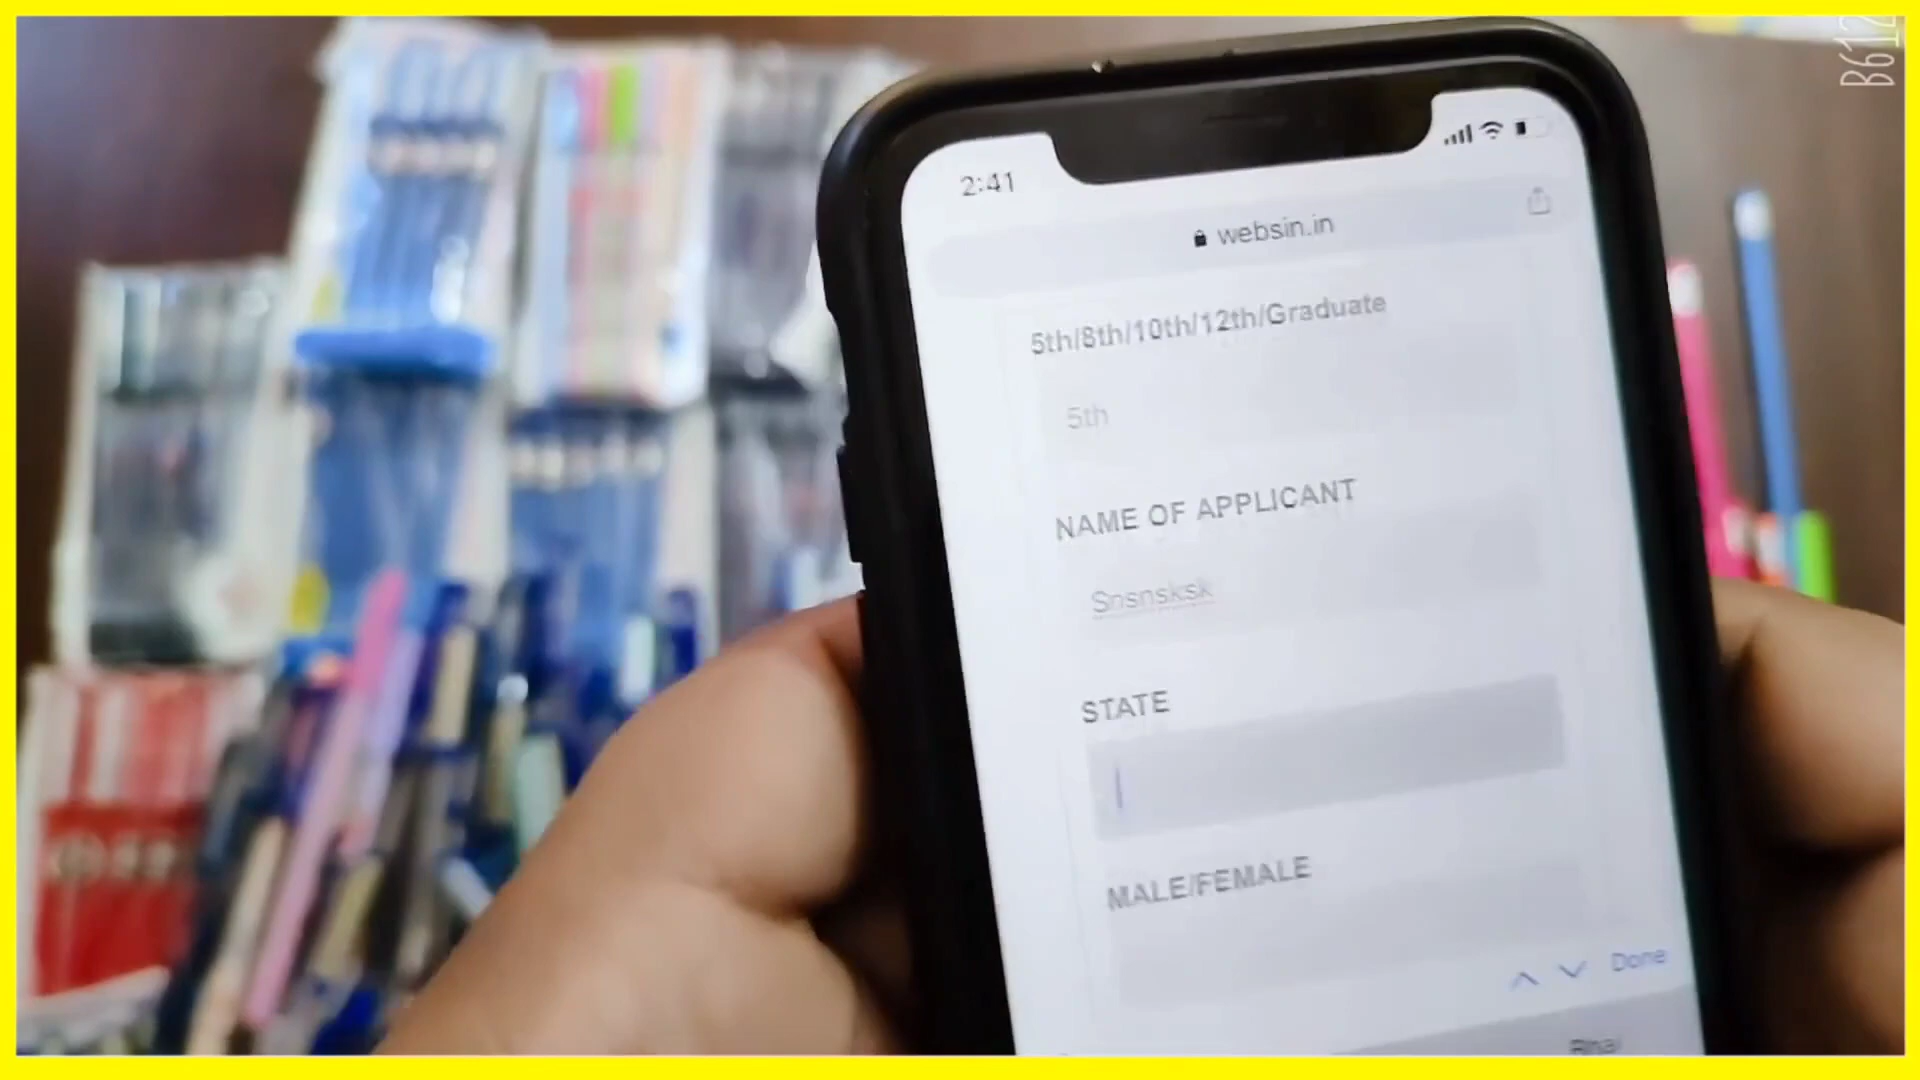 B612
2:41
websin.in
5th/8th/10th/12th/Graduate
5th
NAME OF APPLICANT
Snsnsksk
STATE
MALE/FEMALE
Done
Bhai